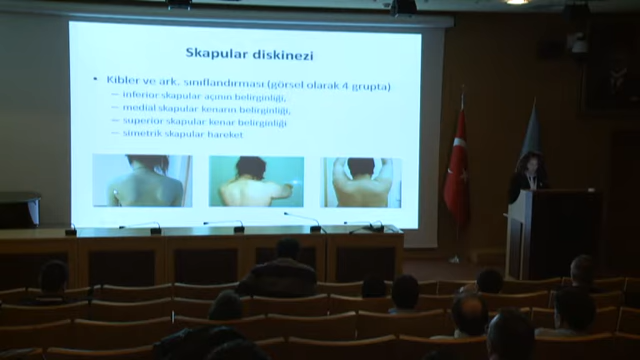 Skapular diskinezi
• Kibler ve ark. sınıflandırması (görsel olarak 4 grupta)
— inferior skapular açının belirginliği,
— medial skapular kenarın belirginliği,
— superior skapular kenar belirginliği
— simetrik skapular hareket